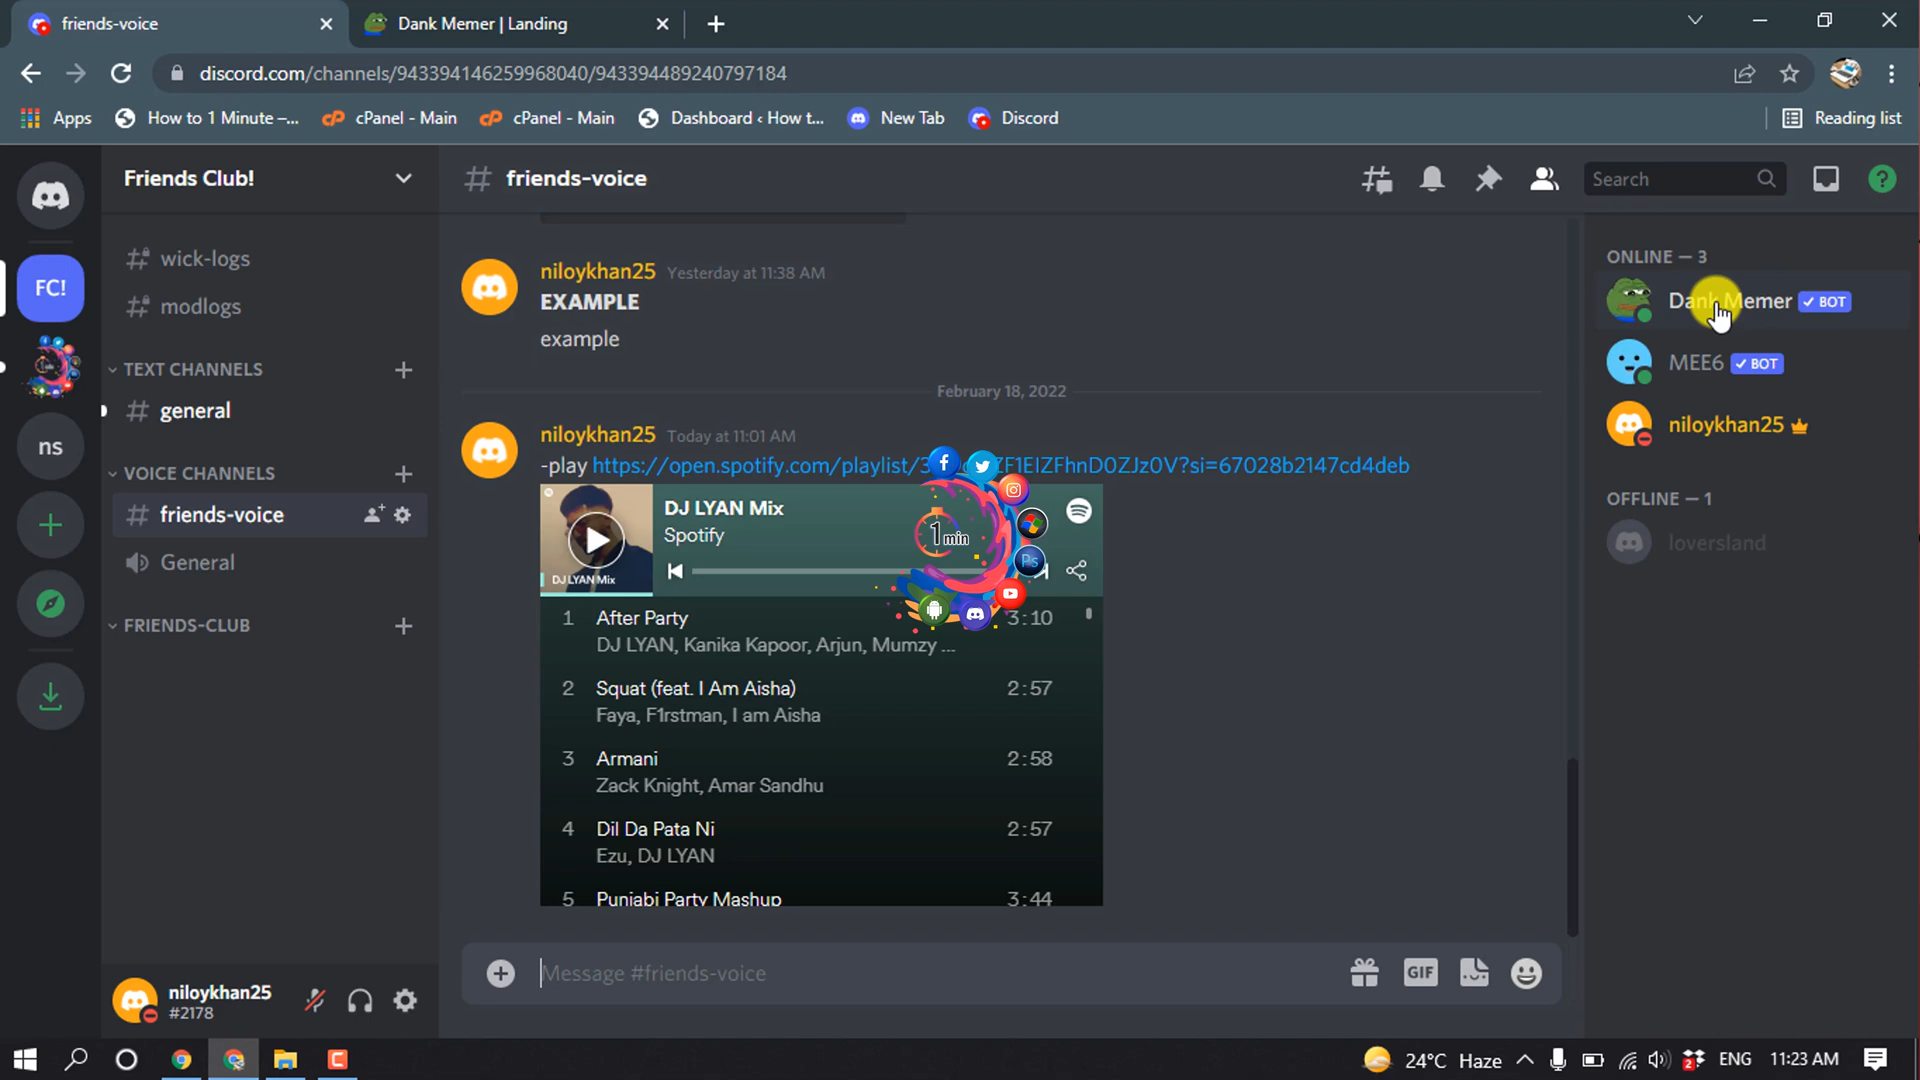 friends-voice
Dank Memer | Landing
discord.com/channels/943394146259968040/943394489240797184
Apps
How to 1 Minute –...
cPanel - Main
cPanel - Main
Dashboard ‹ How t...
New Tab
Discord
Reading list
Friends Club!
friends-voice
Search
FC!
ns
wick-logs
modlogs
TEXT CHANNELS
general
VOICE CHANNELS
friends-voice
General
FRIENDS-CLUB
niloykhan25
#2178
niloykhan25 Yesterday at 11:38 AM
EXAMPLE
example
February 18, 2022
niloykhan25 Today at 11:01 AM
-play https://open.spotify.com/playlist/3 ZF1EIZFhnD0ZJz0V?si=67028b2147cd4deb
DJ LYAN Mix
Spotify
DJ LYAN Mix
1 min
Ps
1 After Party 3:10
DJ LYAN, Kanika Kapoor, Arjun, Mumzy ...
2 Squat (feat. I Am Aisha) 2:57
Faya, F1rstman, I am Aisha
3 Armani 2:58
Zack Knight, Amar Sandhu
4 Dil Da Pata Ni 2:57
Ezu, DJ LYAN
5 Punjabi Party Mashup 3:44
Message #friends-voice
GIF
ONLINE — 3
Dank Memer BOT
MEE6 BOT
niloykhan25
OFFLINE — 1
loversland
24°C Haze
2
ENG
11:23 AM